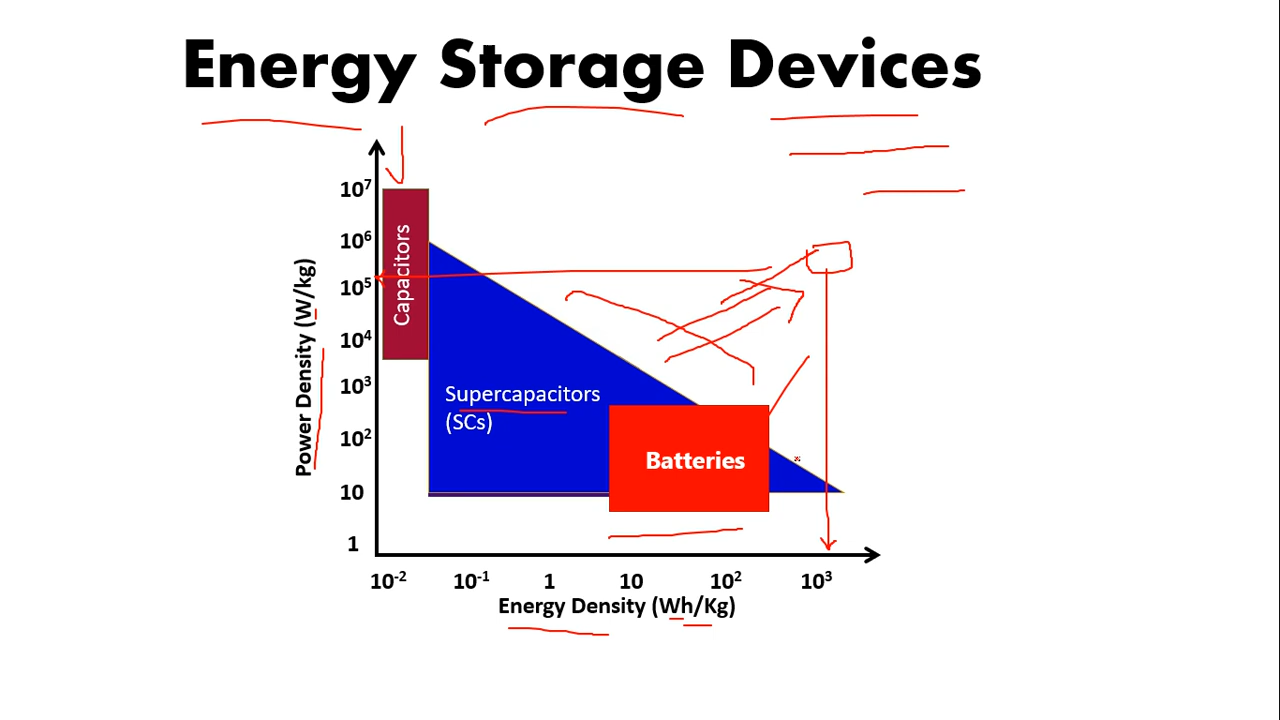 Energy Storage Devices
10⁷
10⁶
10⁵
10⁴
10³
10²
10
1
Power Density (W/kg)
Capacitors
Supercapacitors
(SCs)
Batteries
10⁻² 10⁻¹ 1 10 10² 10³
Energy Density (Wh/Kg)